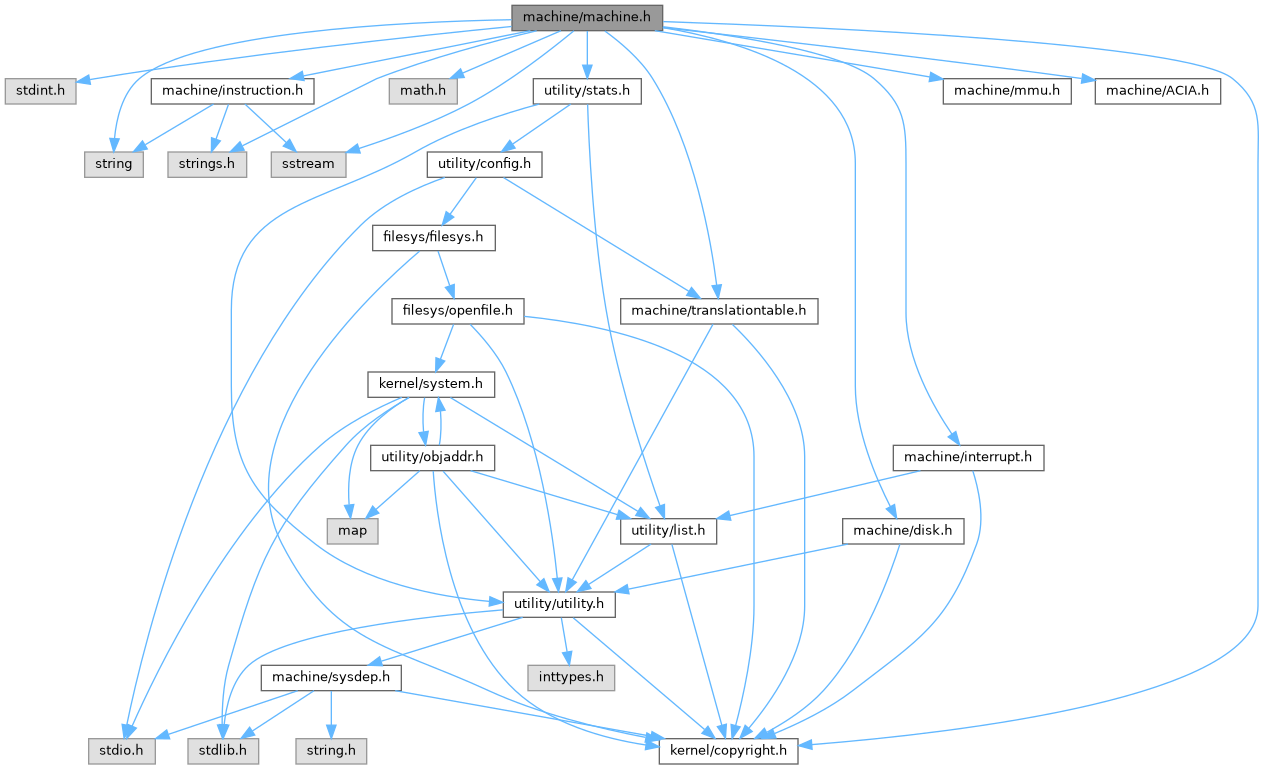 machine/machine.h
stdint.h
machine/instruction.h
math.h
utility/stats.h
machine/mmu.h
machine/ACIA.h
string
strings.h
sstream
utility/config.h
filesys/filesys.h
filesys/openfile.h
machine/translationtable.h
kernel/system.h
utility/objaddr.h
machine/interrupt.h
map
utility/list.h
machine/disk.h
utility/utility.h
machine/sysdep.h
inttypes.h
stdio.h
stdlib.h
string.h
kernel/copyright.h